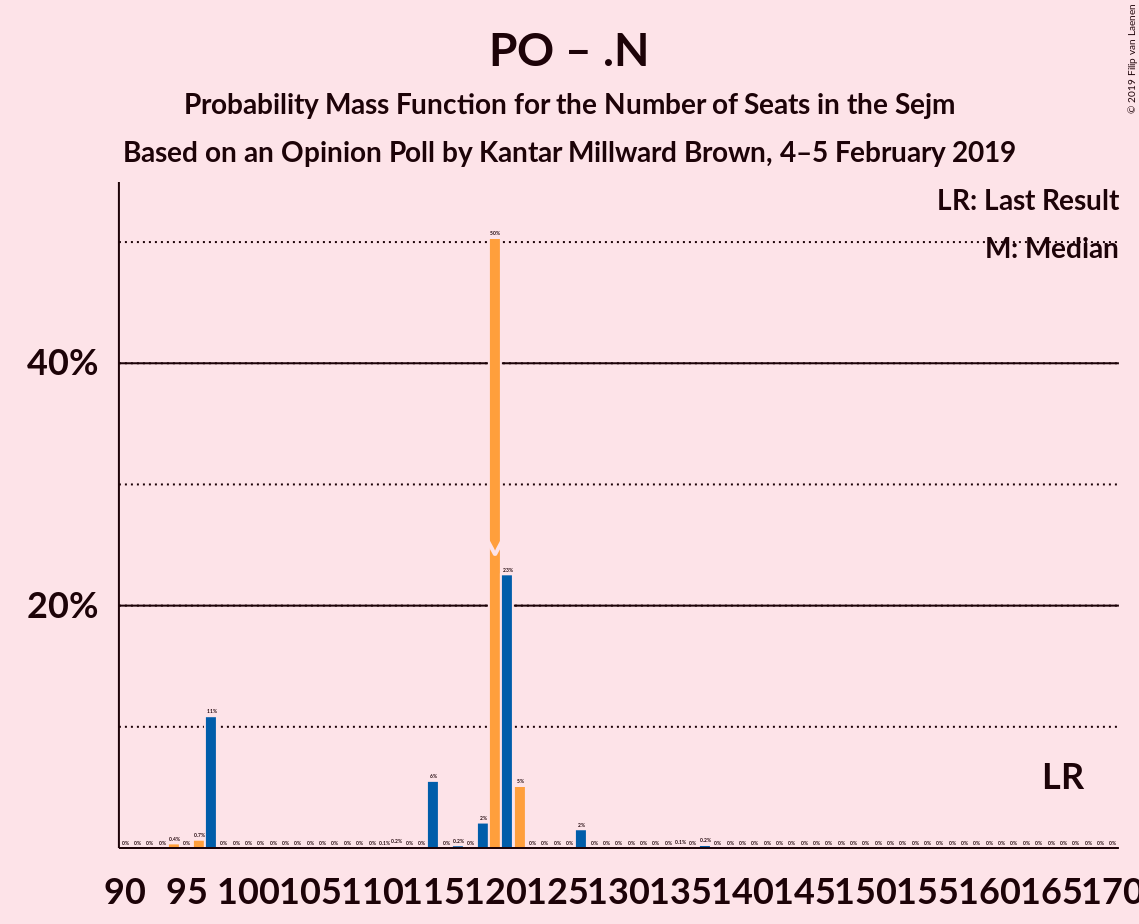 PO – .N
Probability Mass Function for the Number of Seats in the Sejm
Based on an Opinion Poll by Kantar Millward Brown, 4–5 February 2019
© 2019 Filip van Laenen
LR: Last Result
M: Median
50%
40%
M
23%
20%
11%
LR
6%
5%
2%
2%
0.4%
0.7%
0.1%
0.2%
0.2%
0.1%
0.2%
90 95 100 105 110 115 120 125 130 135 140 145 150 155 160 165 170